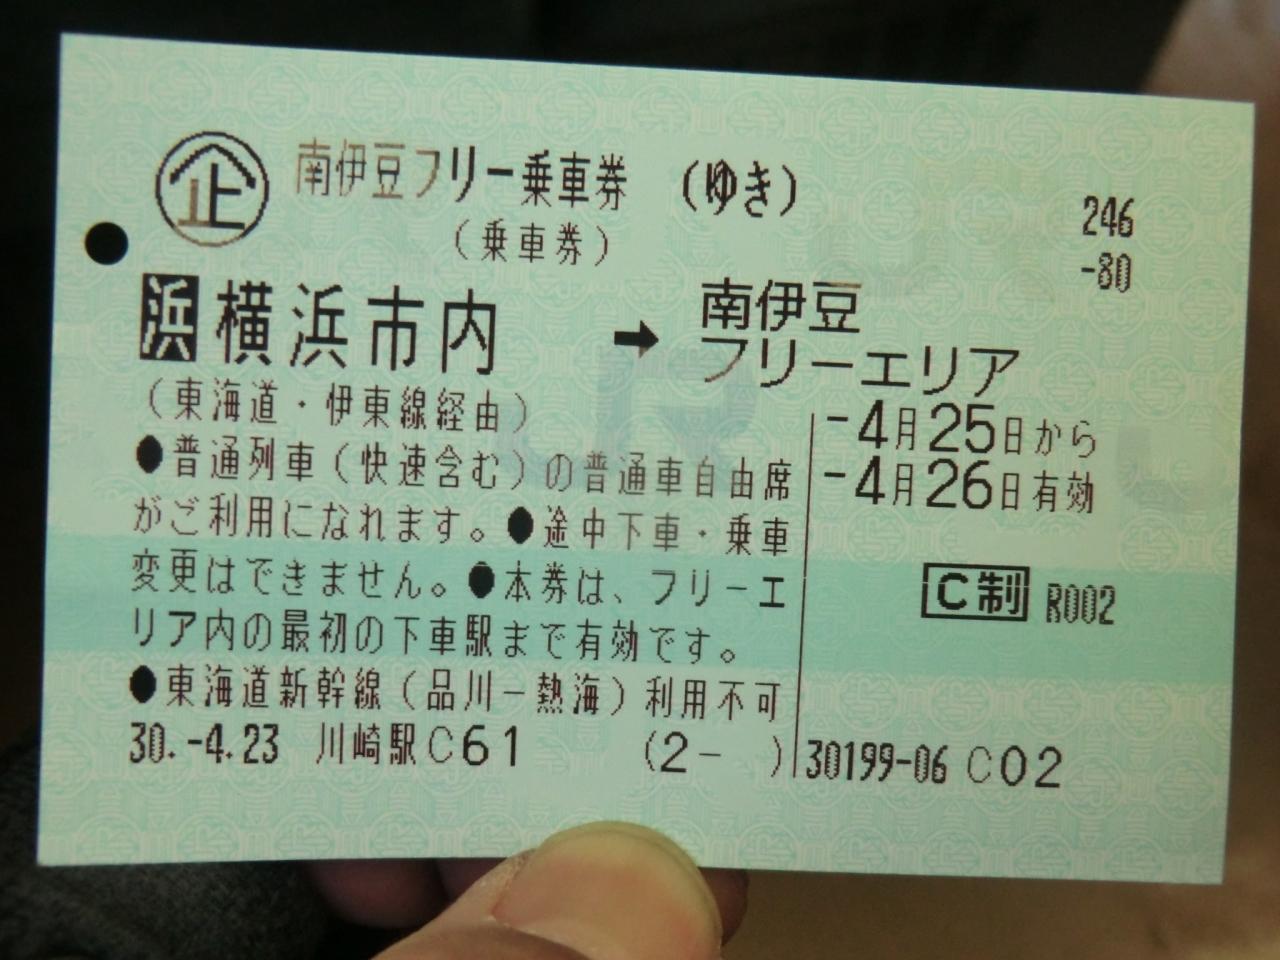 企 南伊豆フリー乗車券 (ゆき)
(乗車券)
246
-80
浜 横浜市内 → 南伊豆
フリーエリア
(東海道・伊東線経由)
-4月25日から
-4月26日有効
●普通列車(快速含む)の普通車自由席
がご利用になれます。●途中下車・乗車
変更はできません。●本券は、フリーエ
リア内の最初の下車駅まで有効です。
●東海道新幹線(品川-熱海)利用不可
C制 R002
30.-4.23 川崎駅C61 (2- ) 30199-06 C02
JR